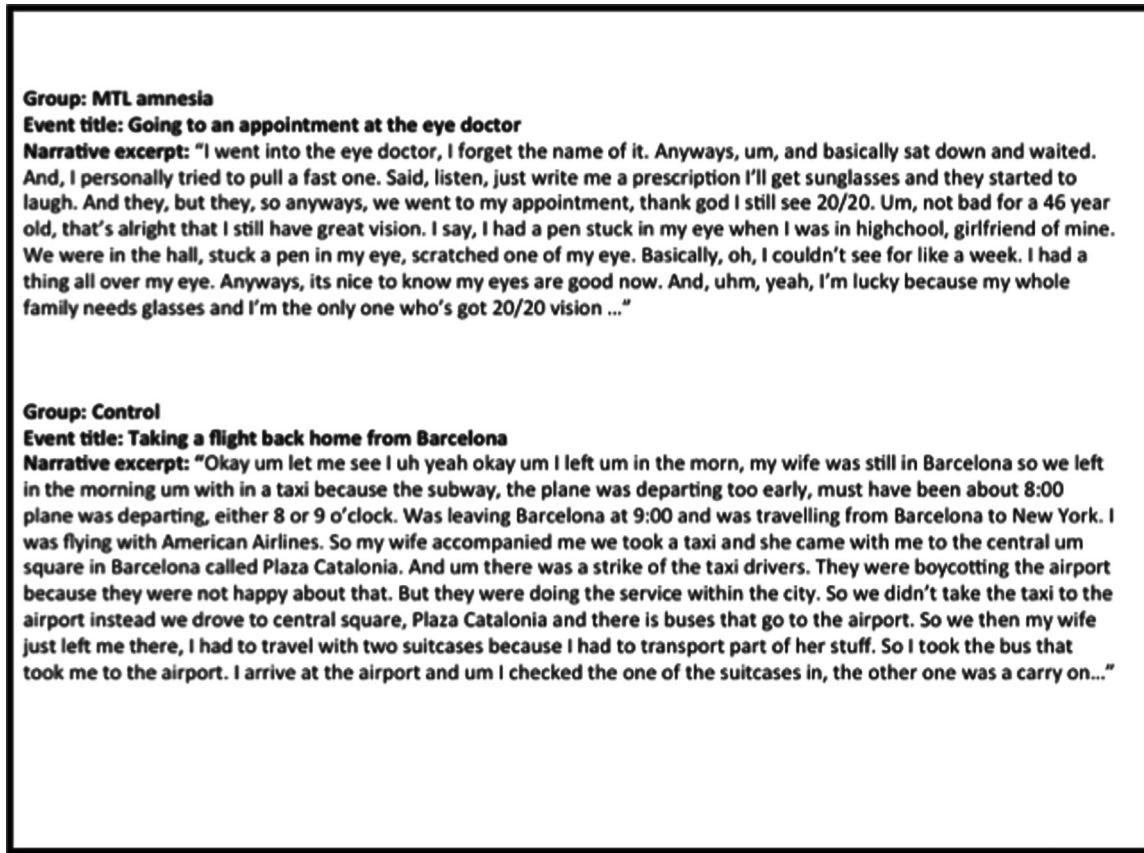 Group: MTL amnesia
Event title: Going to an appointment at the eye doctor
Narrative excerpt: “I went into the eye doctor, I forget the name of it. Anyways, um, and basically sat down and waited.
And, I personally tried to pull a fast one. Said, listen, just write me a prescription I’ll get sunglasses and they started to
laugh. And they, but they, so anyways, we went to my appointment, thank god I still see 20/20. Um, not bad for a 46 year
old, that’s alright that I still have great vision. I say, I had a pen stuck in my eye when I was in highchool, girlfriend of mine.
We were in the hall, stuck a pen in my eye, scratched one of my eye. Basically, oh, I couldn’t see for like a week. I had a
thing all over my eye. Anyways, its nice to know my eyes are good now. And, uhm, yeah, I’m lucky because my whole
family needs glasses and I’m the only one who’s got 20/20 vision ...”
Group: Control
Event title: Taking a flight back home from Barcelona
Narrative excerpt: “Okay um let me see I uh yeah okay um I left um in the morn, my wife was still in Barcelona so we left
in the morning um with in a taxi because the subway, the plane was departing too early, must have been about 8:00
plane was departing, either 8 or 9 o’clock. Was leaving Barcelona at 9:00 and was travelling from Barcelona to New York. I
was flying with American Airlines. So my wife accompanied me we took a taxi and she came with me to the central um
square in Barcelona called Plaza Catalonia. And um there was a strike of the taxi drivers. They were boycotting the airport
because they were not happy about that. But they were doing the service within the city. So we didn’t take the taxi to the
airport instead we drove to central square, Plaza Catalonia and there is buses that go to the airport. So we then my wife
just left me there, I had to travel with two suitcases because I had to transport part of her stuff. So I took the bus that
took me to the airport. I arrive at the airport and um I checked the one of the suitcases in, the other one was a carry on...”